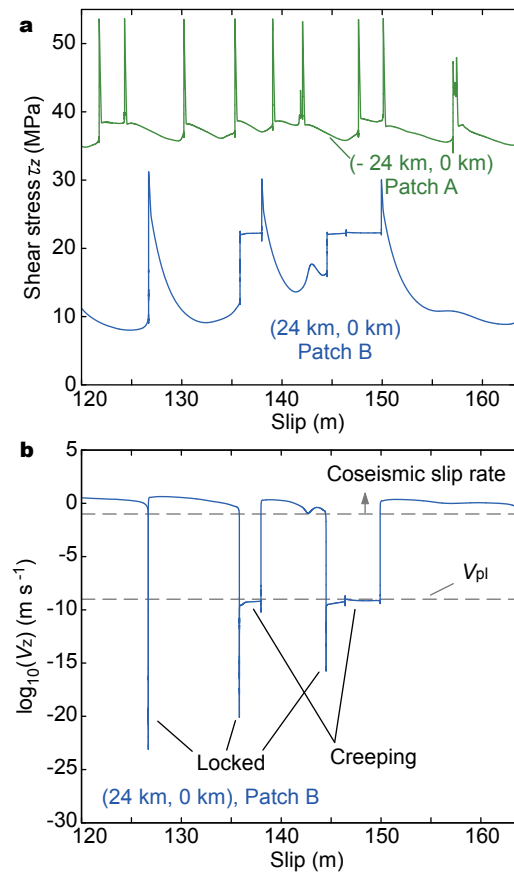 a
50
40
30
20
10
0
Shear stress τz (MPa)
(- 24 km, 0 km)
Patch A
(24 km, 0 km)
Patch B
120
130
140
150
160
Slip (m)
b
5
0
-5
-10
-15
-20
-25
-30
log10(Vz) (m s-1)
Coseismic slip rate
Vpl
Locked
Creeping
(24 km, 0 km), Patch B
120
130
140
150
160
Slip (m)